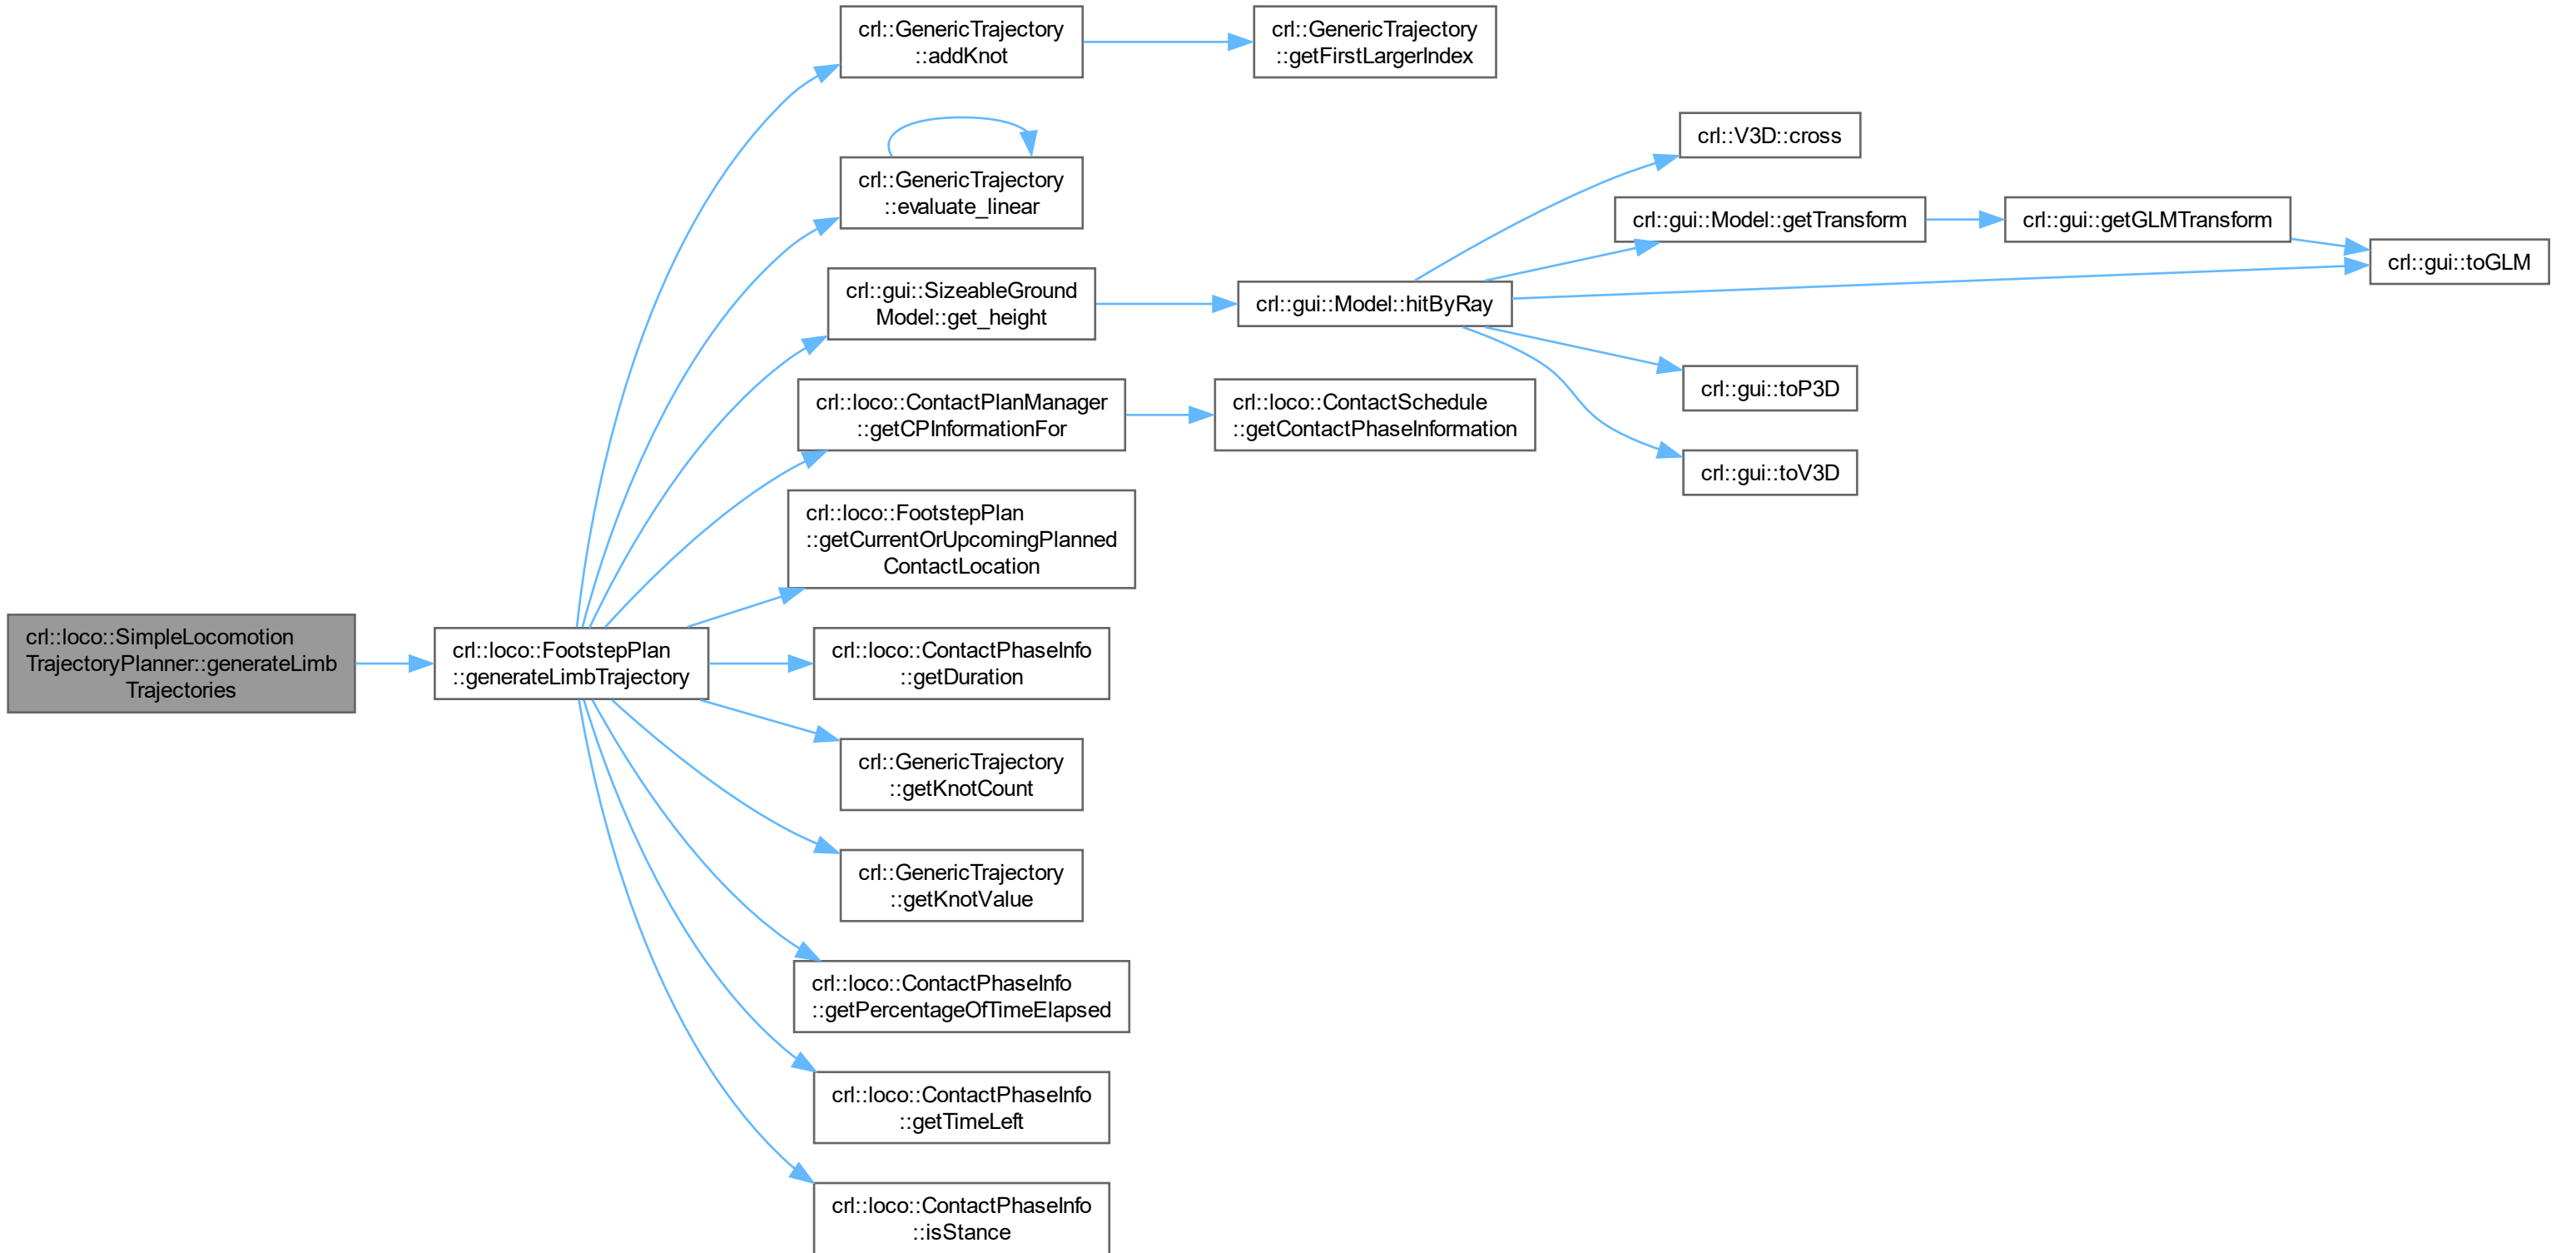 crl::GenericTrajectory
::addKnot
crl::GenericTrajectory
::getFirstLargerIndex
crl::V3D::cross
crl::GenericTrajectory
::evaluate_linear
crl::gui::Model::getTransform
crl::gui::getGLMTransform
crl::gui::toGLM
crl::gui::SizeableGround
Model::get_height
crl::gui::Model::hitByRay
crl::gui::toP3D
crl::loco::ContactPlanManager
::getCPInformationFor
crl::loco::ContactSchedule
::getContactPhaseInformation
crl::gui::toV3D
crl::loco::FootstepPlan
::getCurrentOrUpcomingPlanned
ContactLocation
crl::loco::SimpleLocomotion
TrajectoryPlanner::generateLimb
Trajectories
crl::loco::FootstepPlan
::generateLimbTrajectory
crl::loco::ContactPhaseInfo
::getDuration
crl::GenericTrajectory
::getKnotCount
crl::GenericTrajectory
::getKnotValue
crl::loco::ContactPhaseInfo
::getPercentageOfTimeElapsed
crl::loco::ContactPhaseInfo
::getTimeLeft
crl::loco::ContactPhaseInfo
::isStance